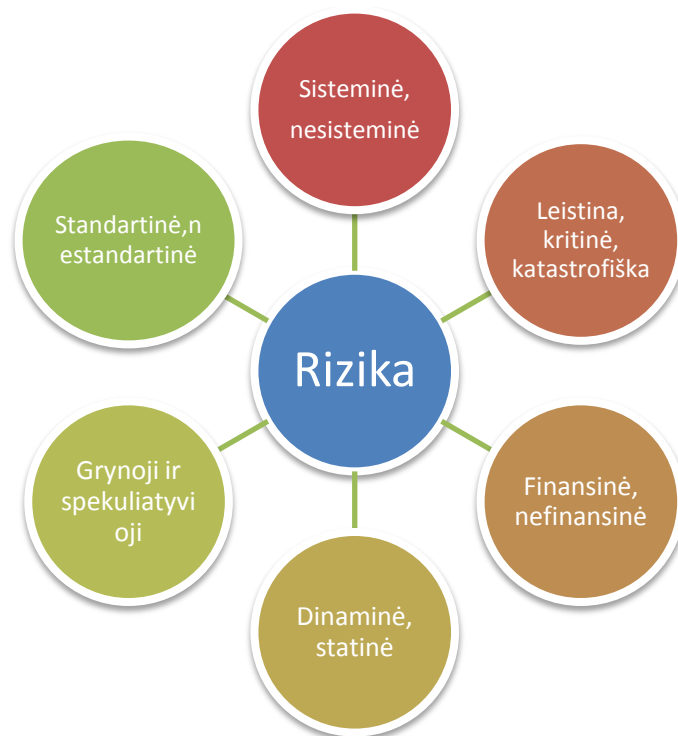 Sisteminė,
nesisteminė
Leistina,
kritinė,
katastrofiška
Finansinė,
nefinansinė
Dinaminė,
statinė
Grynoji ir
spekuliatyvi
oji
Standartinė,n
estandartinė
Rizika